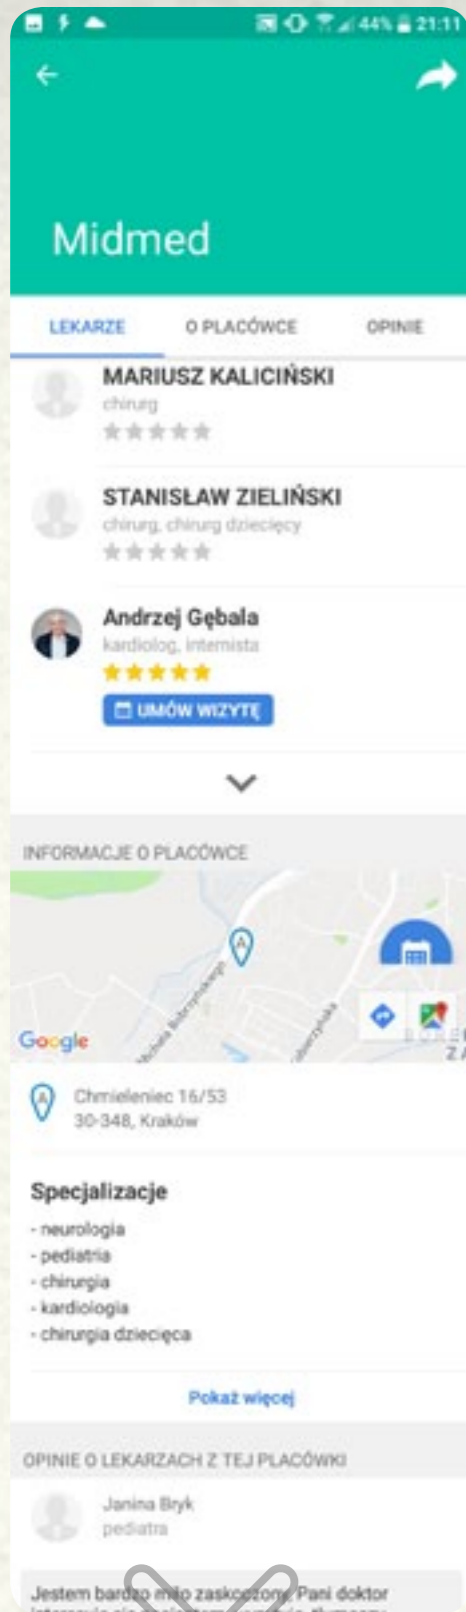 44% 21:11
Midmed
LEKARZE O PLACÓWCE OPINIE
MARIUSZ KALICIŃSKI
chirurg
STANISŁAW ZIELIŃSKI
chirurg, chirurg dziecięcy
Andrzej Gębala
kardiolog, internista
UMÓW WIZYTĘ
INFORMACJE O PLACÓWCE
A
Google
A
Chmieleniec 16/53
30-348, Kraków
Specjalizacje
- neurologia
- pediatria
- chirurgia
- kardiologia
- chirurgia dziecięca
Pokaż więcej
OPINIE O LEKARZACH Z TEJ PLACÓWKI
Janina Bryk
pediatra
Jestem bardzo miło zaskoczony, Pani doktor